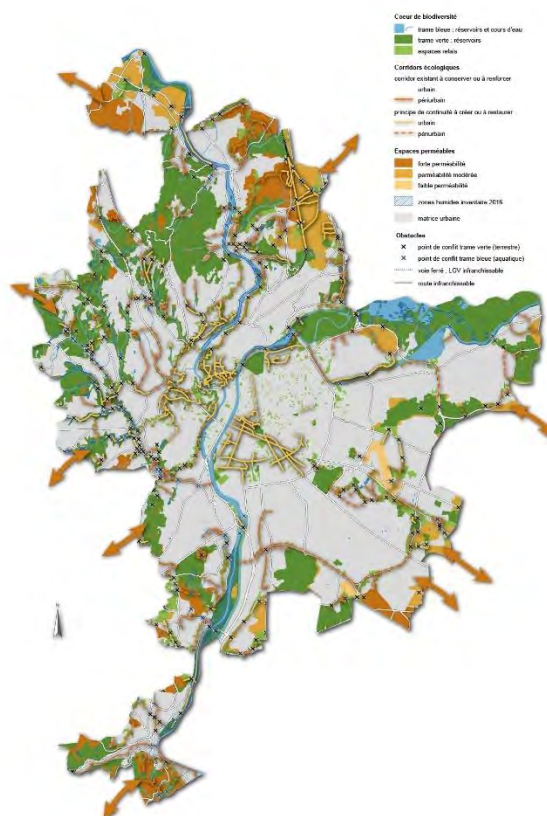 Coeur de biodiversité
trame bleue : réservoirs et cours d'eau
trame verte : réservoirs
espaces relais
Corridors écologiques
corridor existant à conserver ou à renforcer
urbain
périurbain
principe de continuité à créer ou à restaurer :
urbain
périurbain
Espaces perméables
forte perméabilité
perméabilité modérée
faible perméabilité
zones humides inventaire 2016
matrice urbaine
Obstacles
point de conflit trame verte (terrestre)
point de conflit trame bleue (aquatique)
voie ferré , LGV infranchissable
route infranchissable